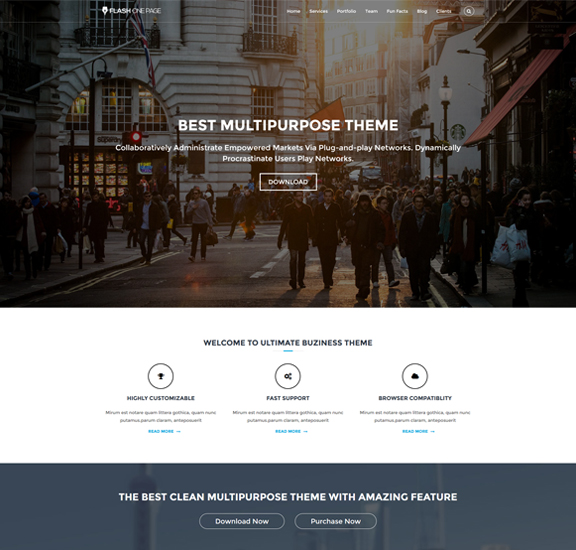 FLASH ONE PAGE
Home Services Portfolio Team Fun Facts Blog Clients
BEST MULTIPURPOSE THEME
Collaboratively Administrate Empowered Markets Via Plug-and-play Networks. Dynamically
Procrastinate Users Play Networks.
DOWNLOAD
WELCOME TO ULTIMATE BUZINESS THEME
HIGHLY CUSTOMIZABLE
Mirum est notare quam littera gothica, quam nunc
putamus,parum claram, anteposuerit
READ MORE →
FAST SUPPORT
Mirum est notare quam littera gothica, quam nunc
putamus,parum claram, anteposuerit
READ MORE →
BROWSER COMPATIBLITY
Mirum est notare quam littera gothica, quam nunc
putamus,parum claram, anteposuerit
READ MORE →
THE BEST CLEAN MULTIPURPOSE THEME WITH AMAZING FEATURE
Download Now
Purchase Now